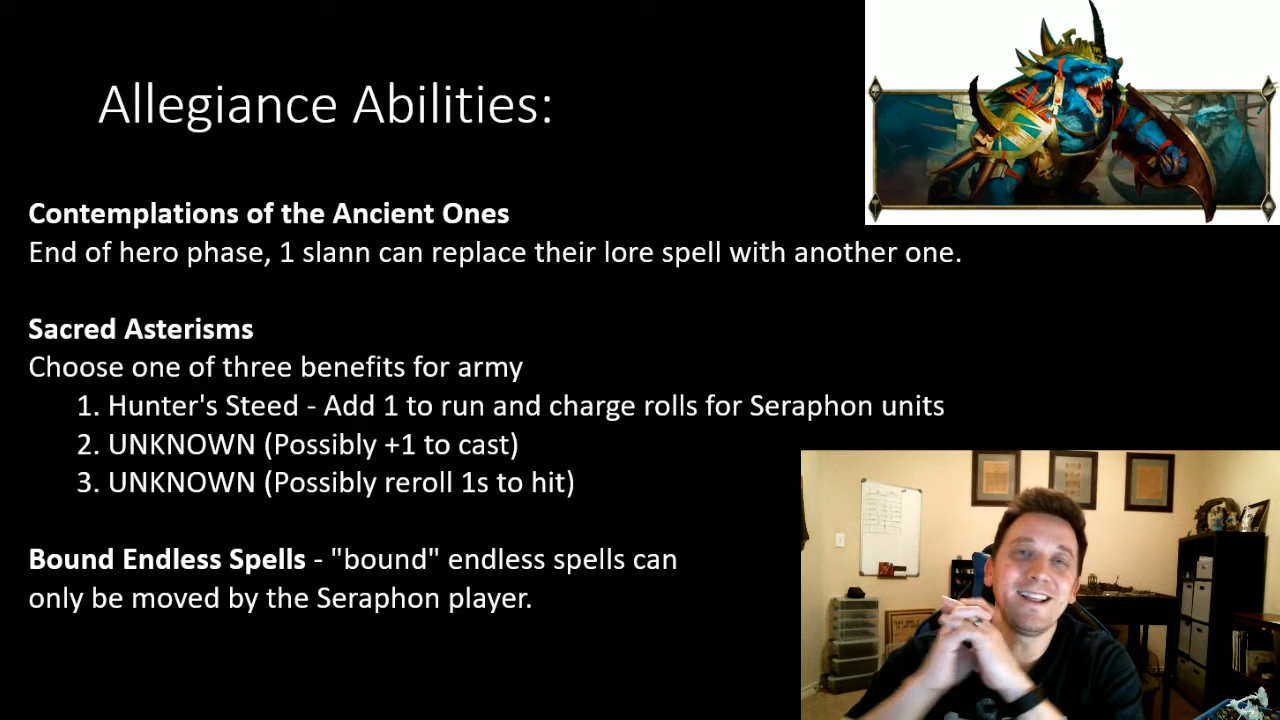 Allegiance Abilities:
Contemplations of the Ancient Ones
End of hero phase, 1 slann can replace their lore spell with another one.
Sacred Asterisms
Choose one of three benefits for army
1. Hunter's Steed - Add 1 to run and charge rolls for Seraphon units
2. UNKNOWN (Possibly +1 to cast)
3. UNKNOWN (Possibly reroll 1s to hit)
Bound Endless Spells - "bound" endless spells can
only be moved by the Seraphon player.